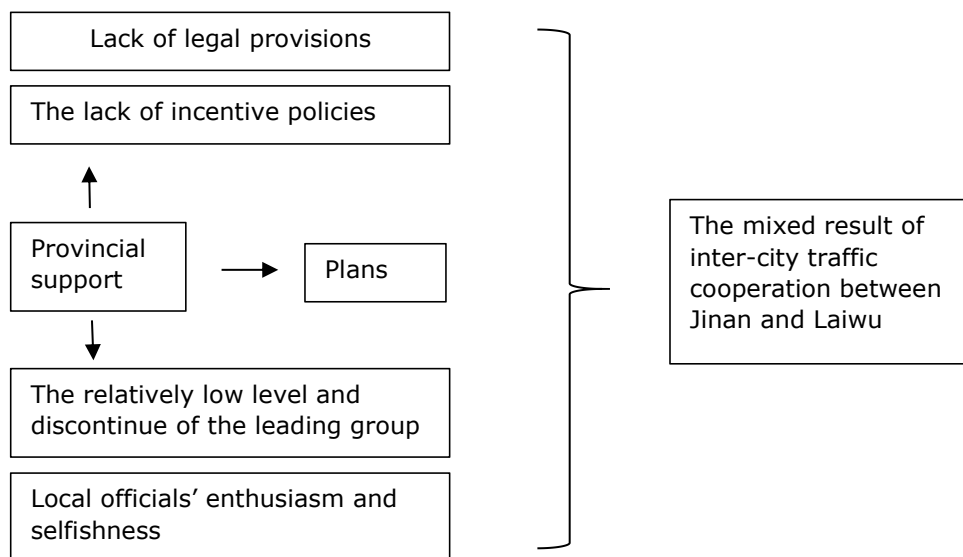 Lack of legal provisions
The lack of incentive policies
Provincial
support
Plans
The relatively low level and
discontinue of the leading group
Local officials’ enthusiasm and
selfishness
The mixed result of
inter-city traffic
cooperation between
Jinan and Laiwu